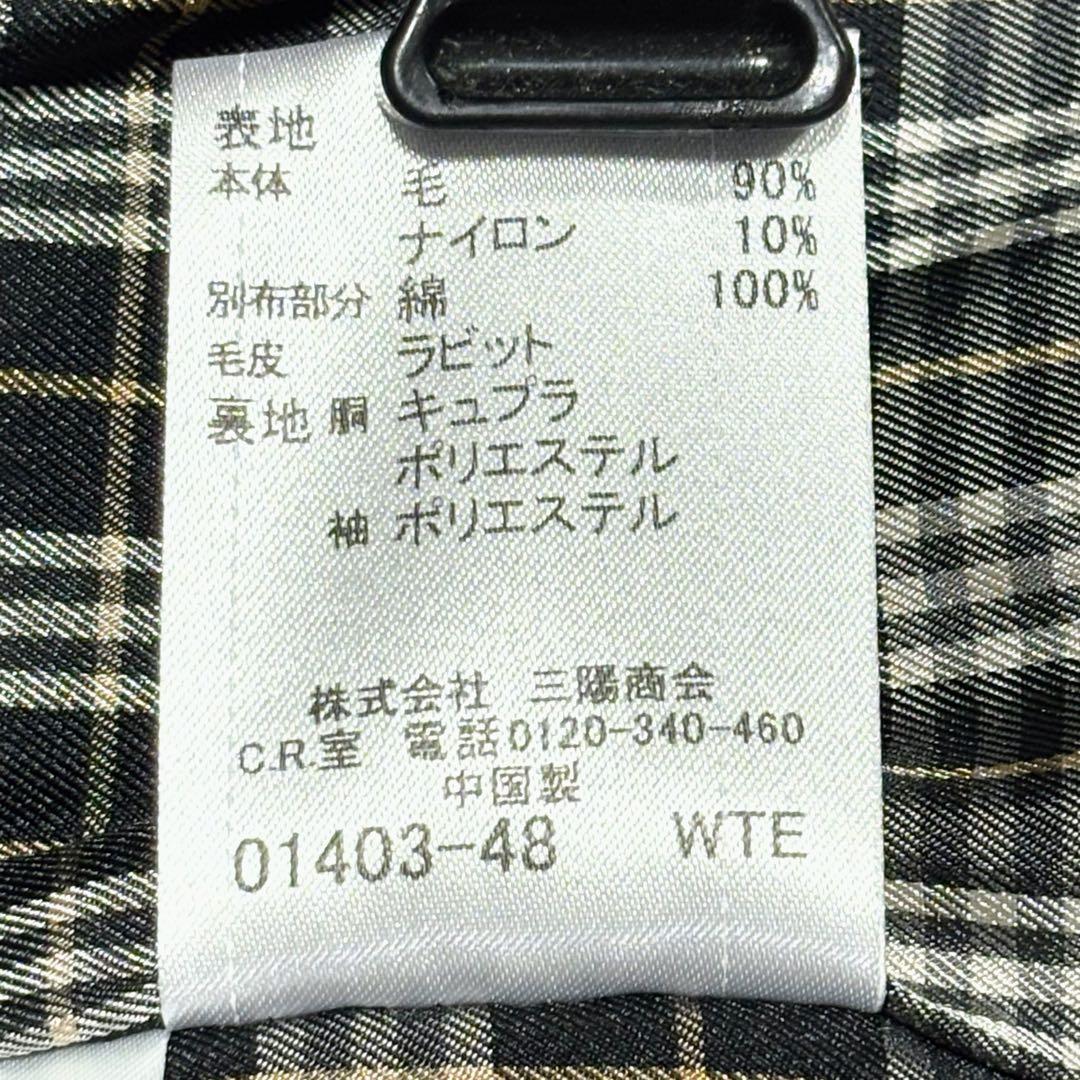 表地
本体 毛 90%
ナイロン 10%
別布部分 綿 100%
毛皮 ラビット
裏地 胴 キュプラ
ポリエステル
袖 ポリエステル
株式会社 三陽商会
C.R.室 電話0120-340-460
中国製
01403-48 WTE